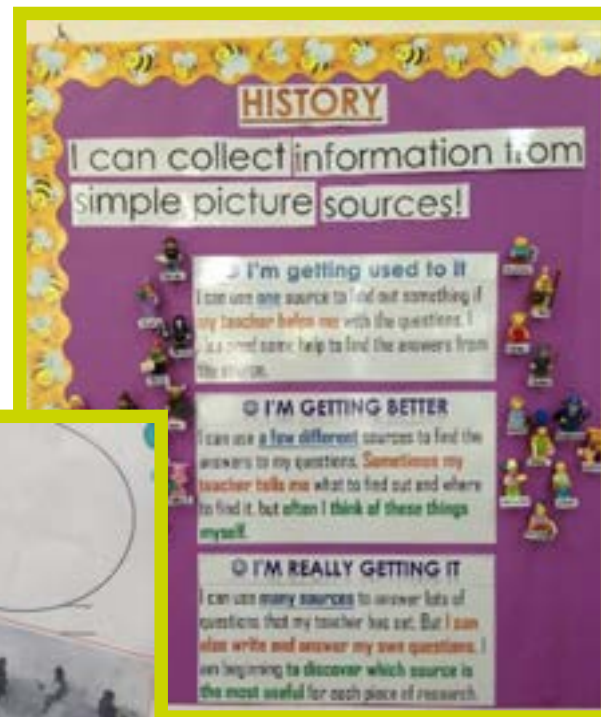 HISTORY
I can collect information from
simple picture sources!
☺ I'm getting used to it
I can use one source to find out something if
my teacher helps me with the questions. I
also need some help to find the answers from
the source.
☺ I'M GETTING BETTER
I can use a few different sources to find the
answers to my questions. Sometimes my
teacher tells me what to find out and where
to find it, but often I think of these things
myself.
☺ I'M REALLY GETTING IT
I can use many sources to answer lots of
questions that my teacher has set. But I can
also write and answer my own questions. I
am beginning to discover which source is
the most useful for each piece of research.